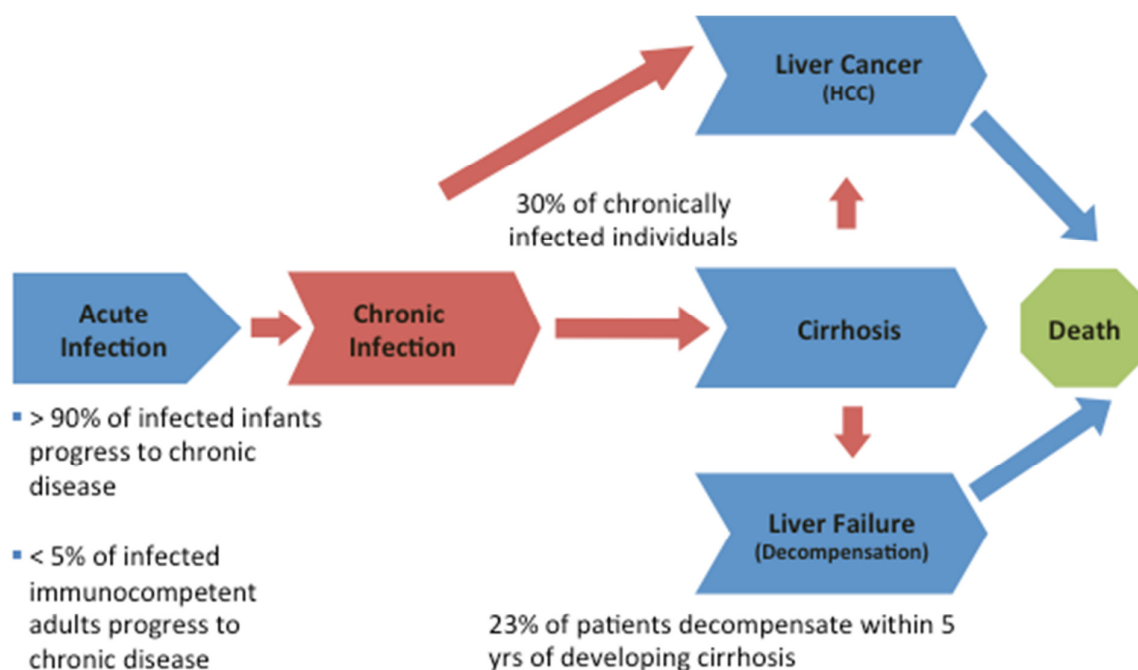 Liver Cancer
(HCC)
30% of chronically
infected individuals
Acute
Infection
Chronic
Infection
Cirrhosis
Death
▪ > 90% of infected infants
progress to chronic
disease
▪ < 5% of infected
immunocompetent
adults progress to
chronic disease
Liver Failure
(Decompensation)
23% of patients decompensate within 5
yrs of developing cirrhosis